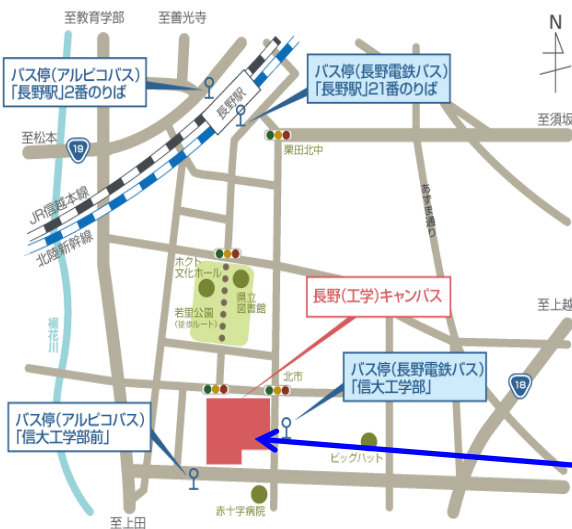 至教育学部
至善光寺
N
バス停(アルピコバス)
「長野駅」2番のりば
長野駅
バス停(長野電鉄バス)
「長野駅」21番のりば
至松本
19
至須坂
栗田北中
JR信越本線
北陸新幹線
あずま通り
ホクト
文化ホール
県立
図書館
若里公園
(徒歩ルート)
長野(工学)キャンパス
至上越
裾花川
北市
バス停(長野電鉄バス)
「信大工学部」
18
バス停(アルピコバス)
「信大工学部前」
ビッグハット
赤十字病院
至上田